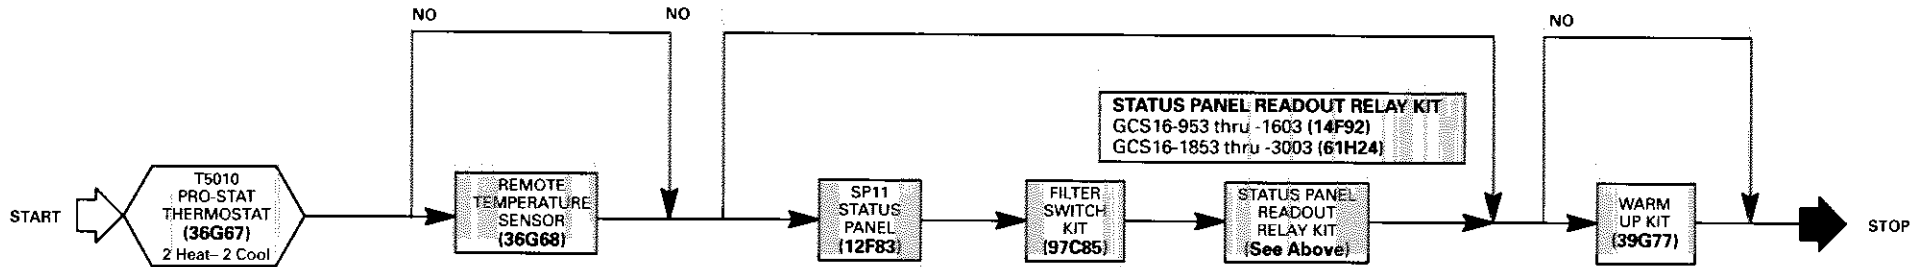 NO
NO
NO
STATUS PANEL READOUT RELAY KIT
GCS16-953 thru -1603 (14F92)
GCS16-1853 thru -3003 (61H24)
START
T5010
PRO-STAT
THERMOSTAT
(36G67)
2 Heat– 2 Cool
REMOTE
TEMPERATURE
SENSOR
(36G68)
SP11
STATUS
PANEL
(12F83)
FILTER
SWITCH
KIT
(97C85)
STATUS PANEL
READOUT
RELAY KIT
(See Above)
WARM
UP KIT
(39G77)
STOP